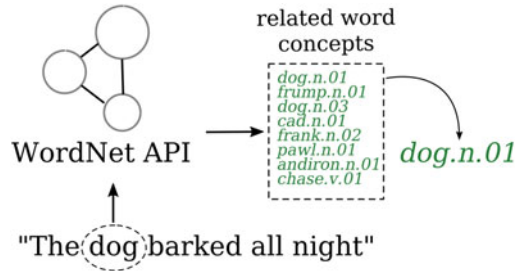 related word
concepts
dog.n.01
frump.n.01
dog.n.03
cad.n.01
frank.n.02
pawl.n.01
andiron.n.01
chase.v.01
WordNet API
dog.n.01
"The dog barked all night"